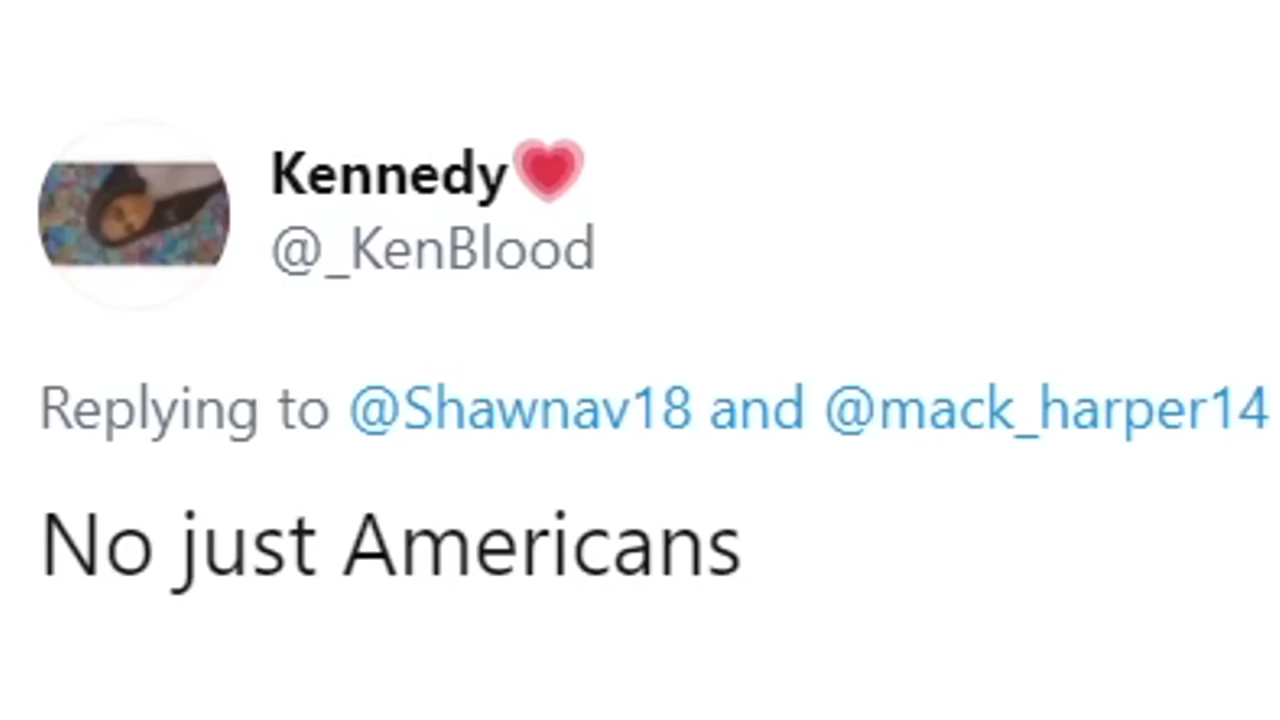 Kennedy💗
@_KenBlood
Replying to @Shawnav18 and @mack_harper14
No just Americans